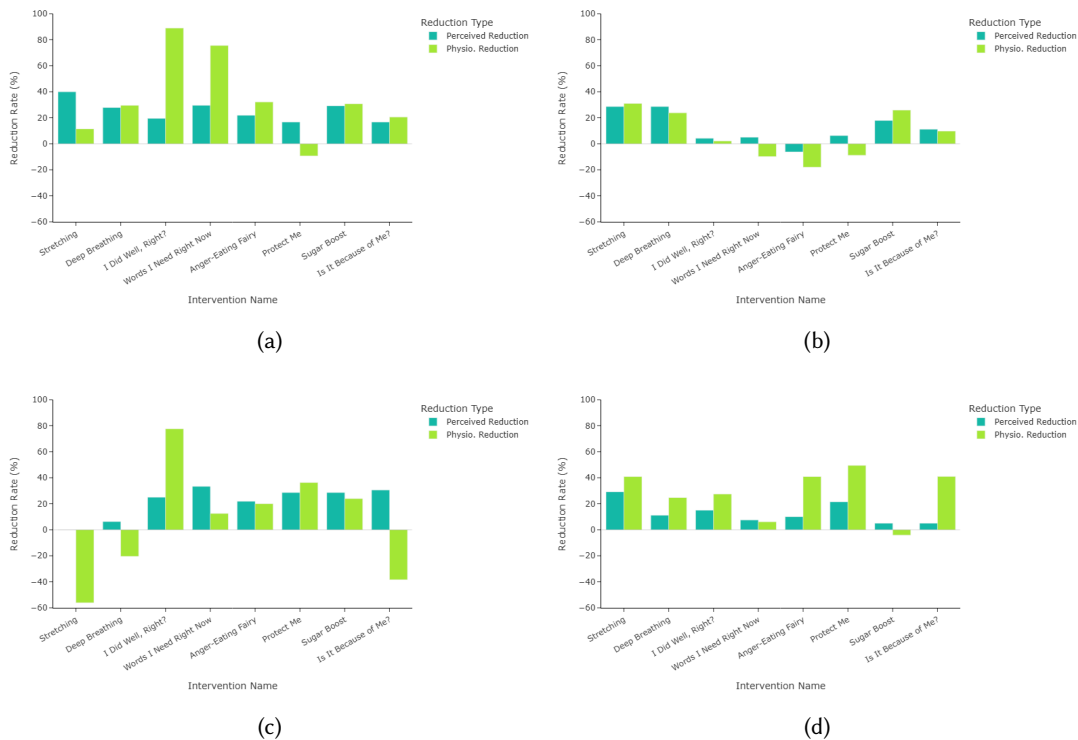 100
80
60
40
20
0
−20
−40
−60
Reduction Rate (%)
Stretching
Deep Breathing
I Did Well, Right?
Words I Need Right Now
Anger-Eating Fairy
Protect Me
Sugar Boost
Is It Because of Me?
Intervention Name
Reduction Type
Perceived Reduction
Physio. Reduction
(a)
100
80
60
40
20
0
−20
−40
−60
Reduction Rate (%)
Stretching
Deep Breathing
I Did Well, Right?
Words I Need Right Now
Anger-Eating Fairy
Protect Me
Sugar Boost
Is It Because of Me?
Intervention Name
Reduction Type
Perceived Reduction
Physio. Reduction
(b)
100
80
60
40
20
0
−20
−40
−60
Reduction Rate (%)
Stretching
Deep Breathing
I Did Well, Right?
Words I Need Right Now
Anger-Eating Fairy
Protect Me
Sugar Boost
Is It Because of Me?
Intervention Name
Reduction Type
Perceived Reduction
Physio. Reduction
(c)
100
80
60
40
20
0
−20
−40
−60
Reduction Rate (%)
Stretching
Deep Breathing
I Did Well, Right?
Words I Need Right Now
Anger-Eating Fairy
Protect Me
Sugar Boost
Is It Because of Me?
Intervention Name
Reduction Type
Perceived Reduction
Physio. Reduction
(d)